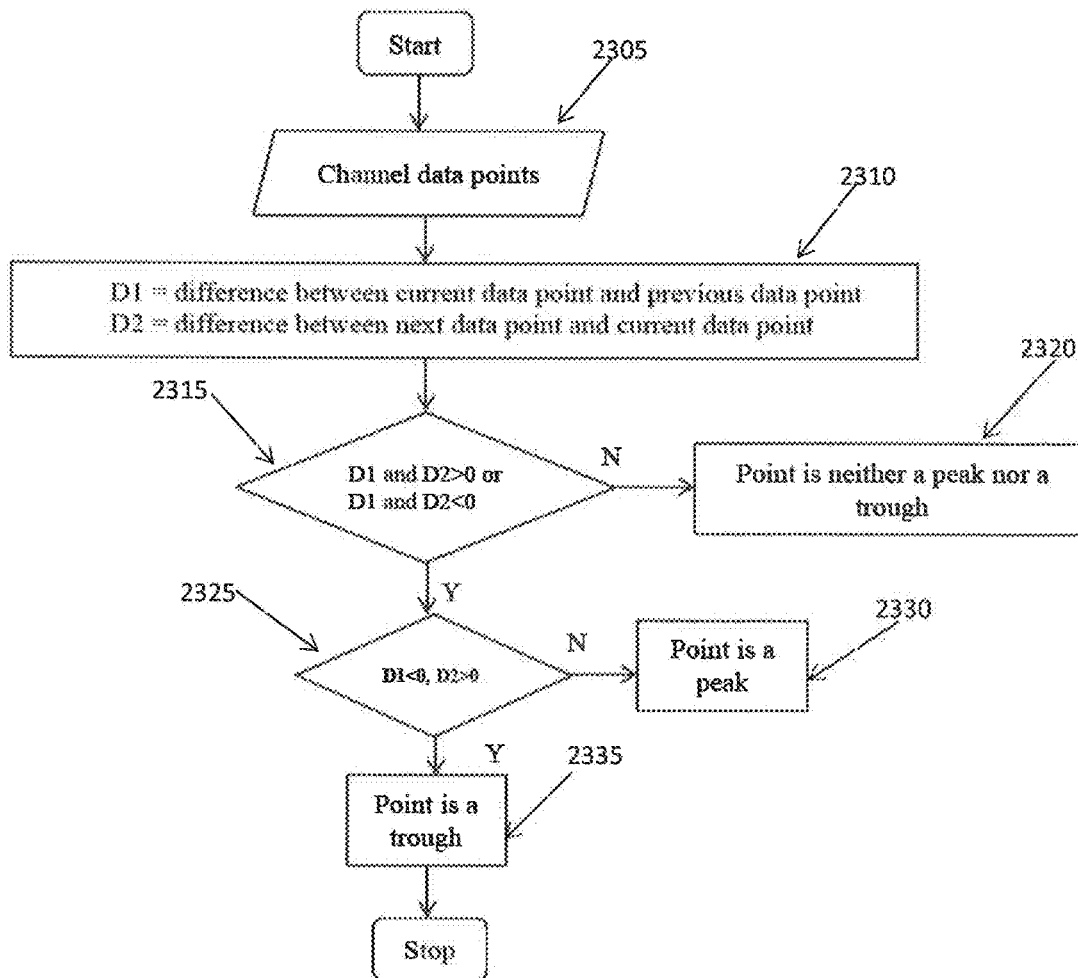 Start
2305
Channel data points
2310
D1 = difference between current data point and previous data point
D2 = difference between next data point and current data point
2315
2320
D1 and D2>0 or
D1 and D2<0
N
Point is neither a peak nor a
trough
Y
2325
2330
D1<0, D2>0
N
Point is a
peak
Y
2335
Point is a
trough
Stop